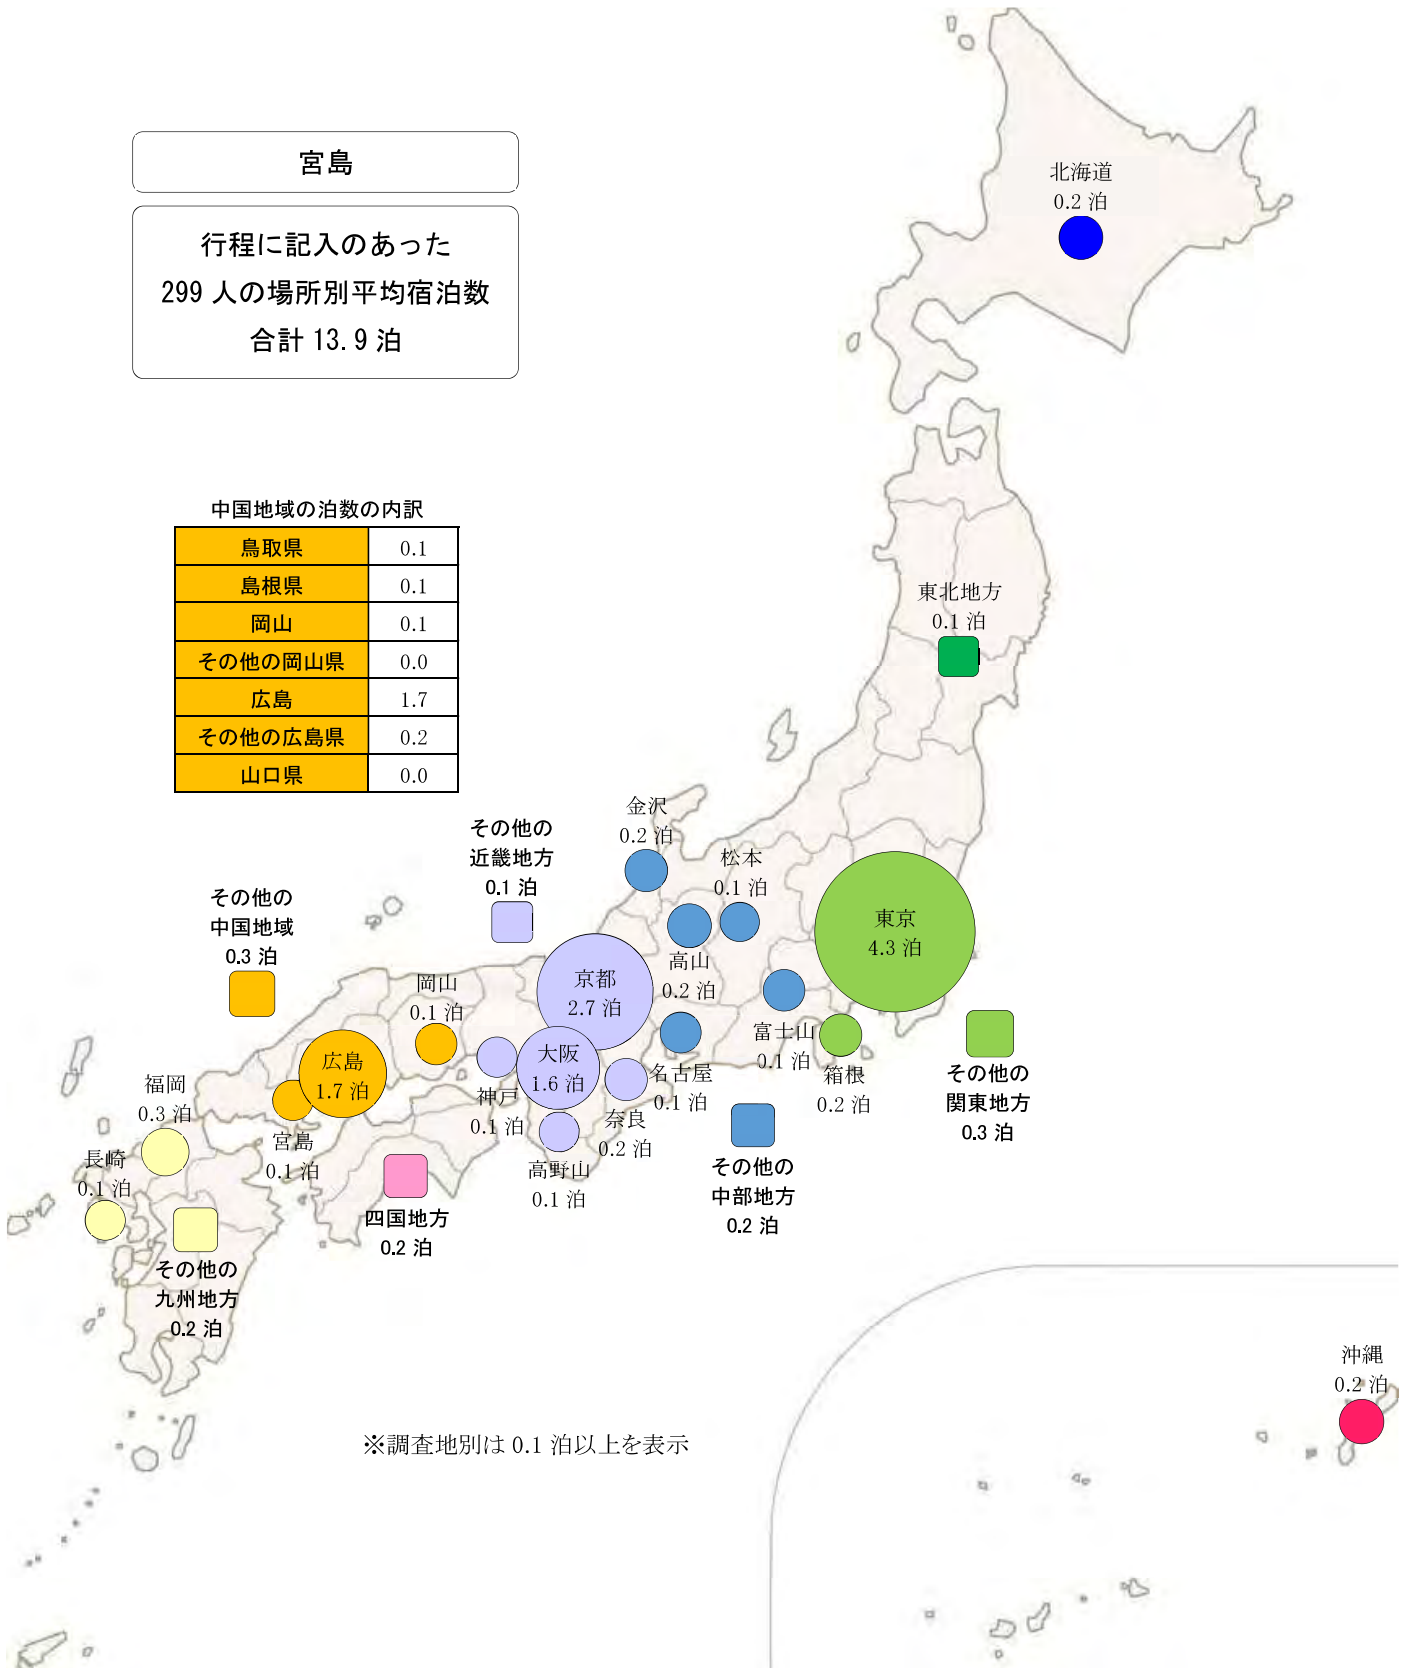 宮島
行程に記入のあった
299 人の場所別平均宿泊数
合計 13.9 泊
北海道
0.2 泊
中国地域の泊数の内訳
鳥取県 0.1
島根県 0.1
岡山 0.1
その他の岡山県 0.0
広島 1.7
その他の広島県 0.2
山口県 0.0
東北地方
0.1 泊
金沢
0.2 泊
その他の
近畿地方
0.1 泊
松本
0.1 泊
その他の
中国地域
0.3 泊
東京
4.3 泊
高山
0.2 泊
京都
2.7 泊
岡山
0.1 泊
富士山
0.1 泊
大阪
1.6 泊
広島
1.7 泊
名古屋
0.1 泊
箱根
0.2 泊
その他の
関東地方
0.3 泊
福岡
0.3 泊
神戸
0.1 泊
奈良
0.2 泊
宮島
0.1 泊
長崎
0.1 泊
高野山
0.1 泊
その他の
中部地方
0.2 泊
四国地方
0.2 泊
その他の
九州地方
0.2 泊
沖縄
0.2 泊
※調査地別は 0.1 泊以上を表示